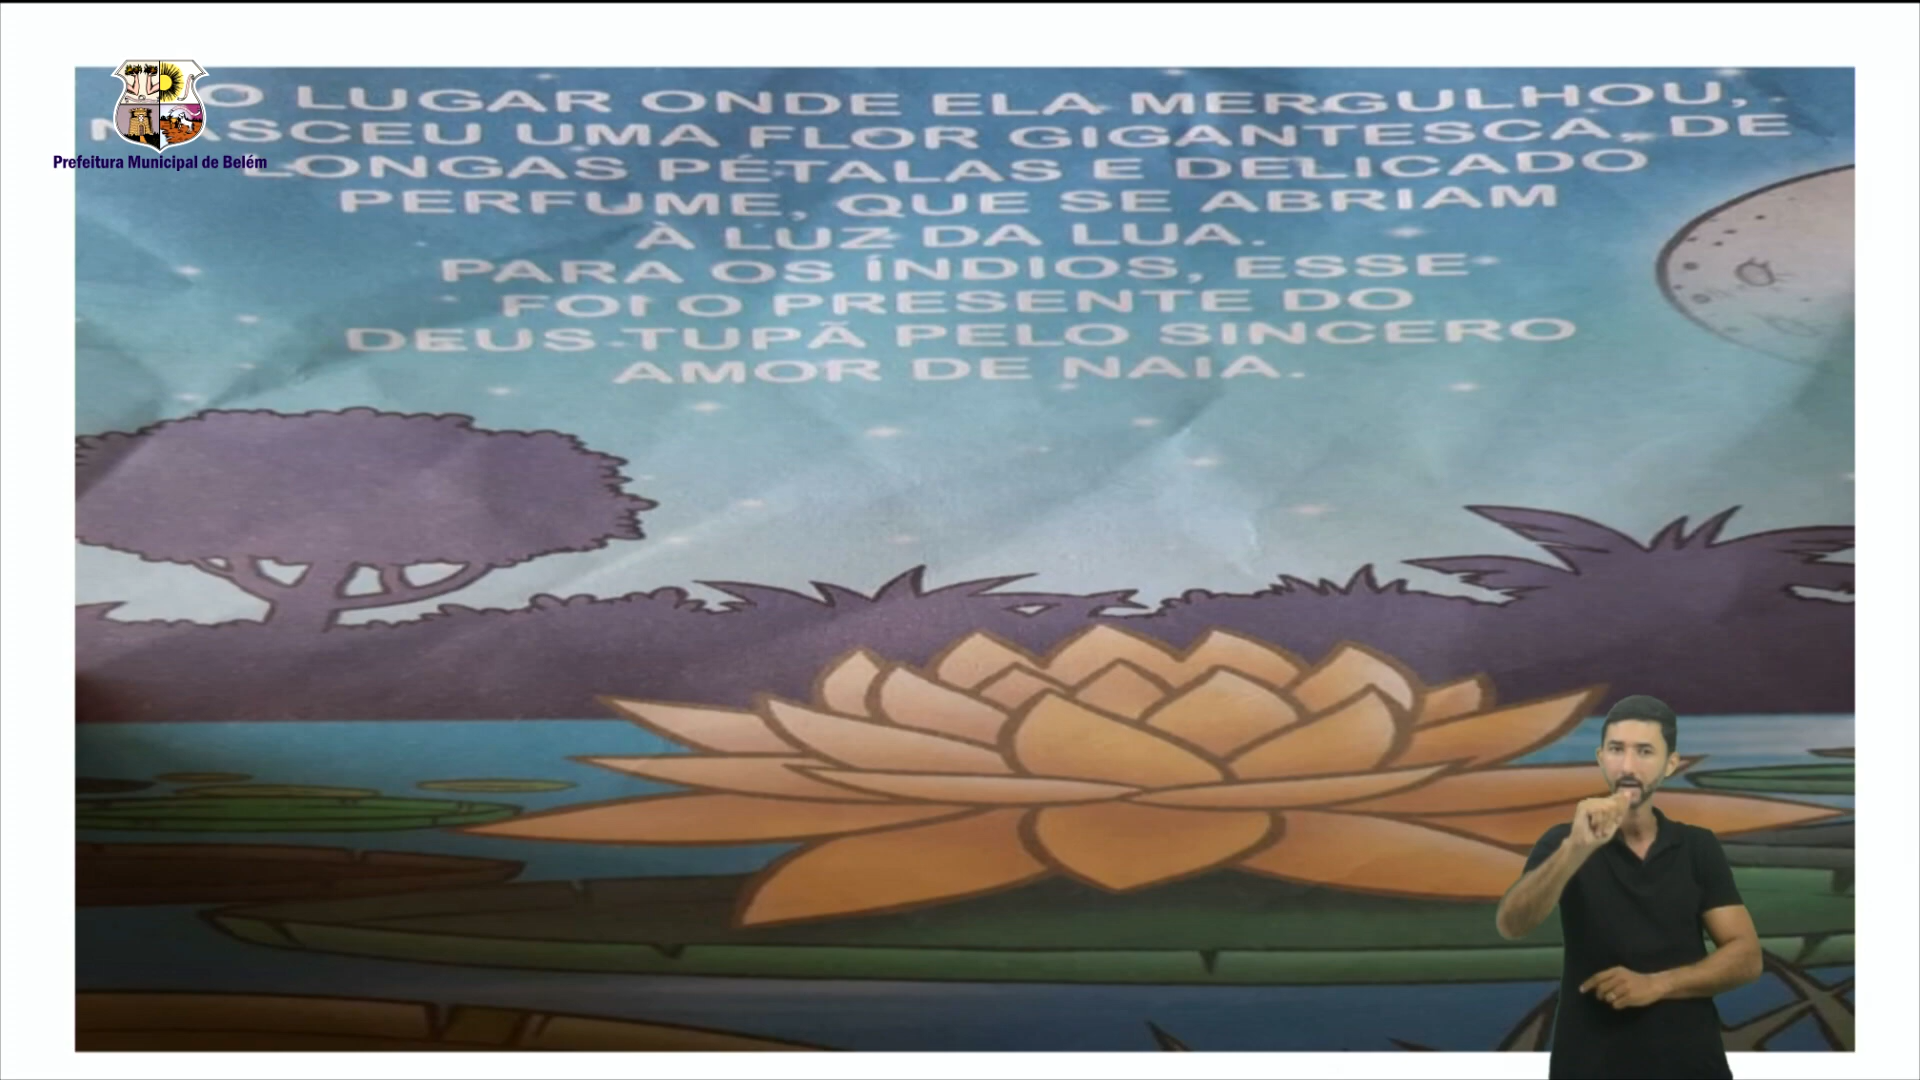 O LUGAR ONDE ELA MERGULHOU,
NASCEU UMA FLOR GIGANTESCA, DE
LONGAS PÉTALAS E DELICADO
PERFUME, QUE SE ABRIAM
À LUZ DA LUA.
PARA OS ÍNDIOS, ESSE
FOI O PRESENTE DO
DEUS TUPÃ PELO SINCERO
AMOR DE NAIA.
Prefeitura Municipal de Belém